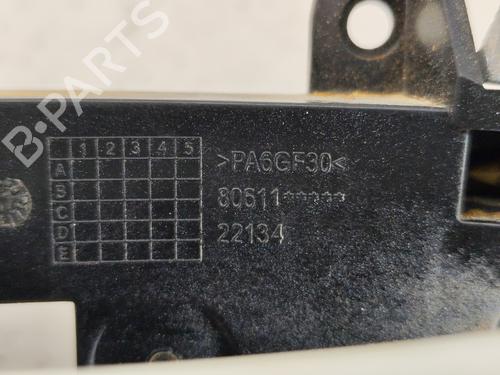 B-PARTS
1 2 3 4 5
A
B
C
D
E
>PA6GF30<
80611*****
22134